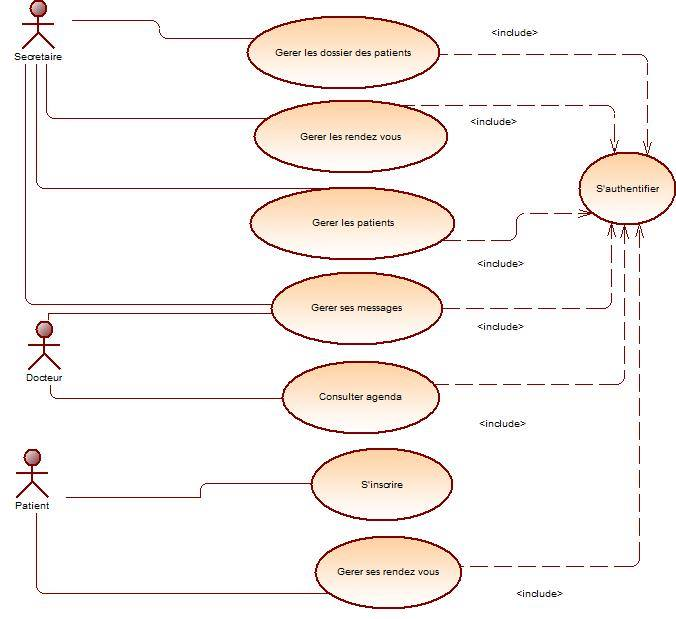 <include>
Gerer les dossier des patients
Secretaire
<include>
Gerer les rendez vous
S'authentifier
Gerer les patients
<include>
Gerer ses messages
<include>
Docteur
Consulter agenda
<include>
S'inscrire
Patient
Gerer ses rendez vous
<include>